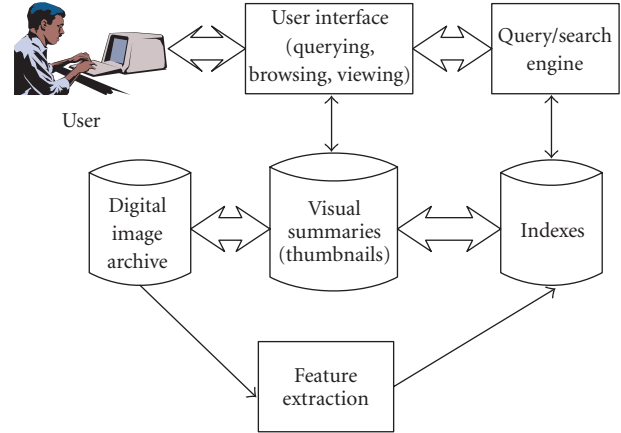 User interface
(querying,
browsing, viewing)
Query/search
engine
User
Digital
image
archive
Visual
summaries
(thumbnails)
Indexes
Feature
extraction